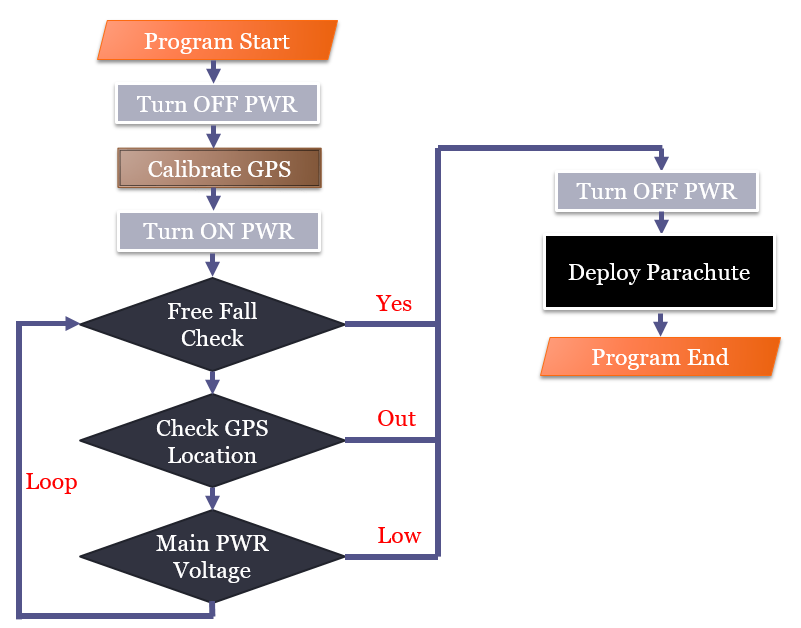 Program Start
Turn OFF PWR
Calibrate GPS
Turn ON PWR
Free Fall
Check
Yes
Check GPS
Location
Out
Loop
Main PWR
Voltage
Low
Turn OFF PWR
Deploy Parachute
Program End